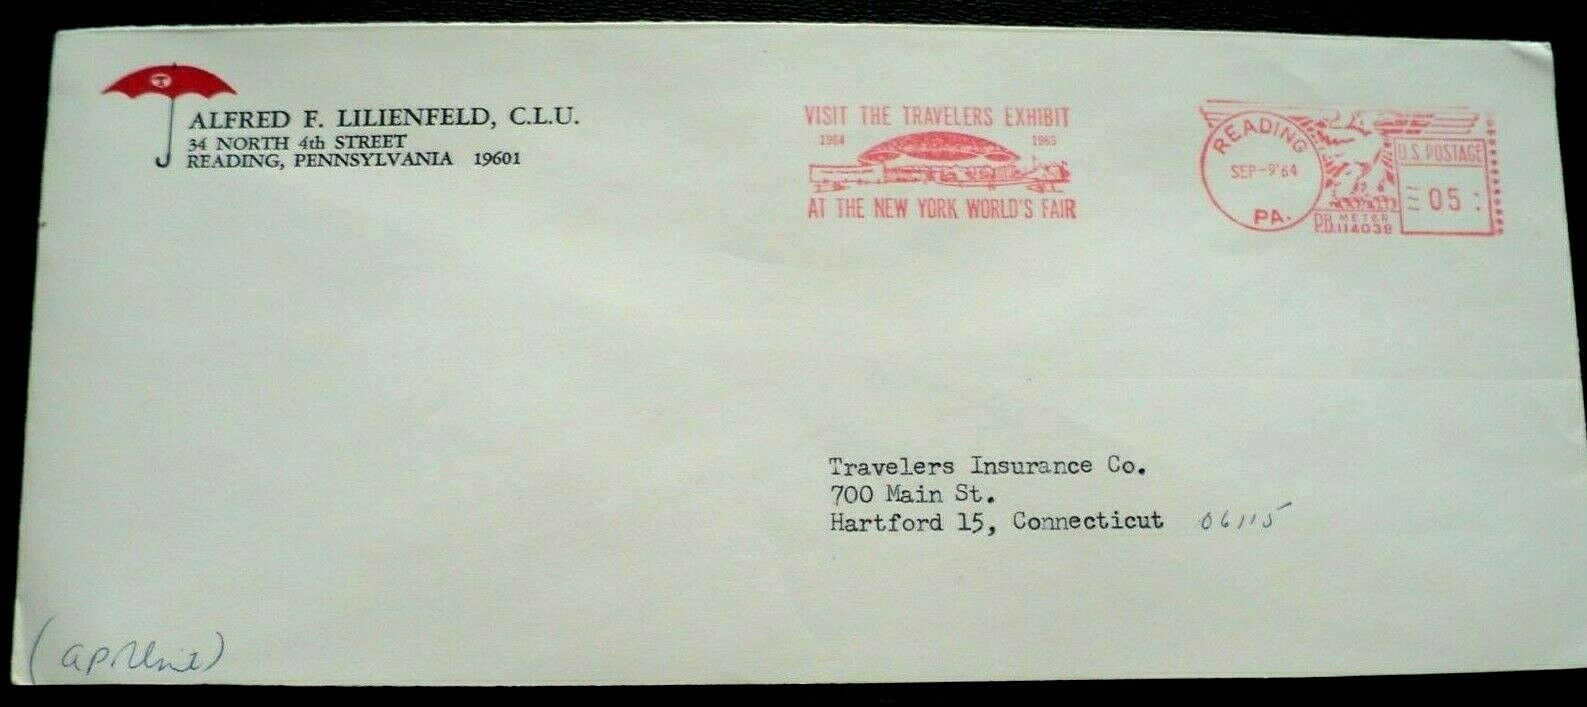 T
ALFRED F. LILIENFELD, C.L.U.
34 NORTH 4th STREET
READING, PENNSYLVANIA 19601
VISIT THE TRAVELERS EXHIBIT
1964 1965
AT THE NEW YORK WORLD'S FAIR
READING
SEP-9'64
PA.
U.S. POSTAGE
05
P.B. METER
114038
Travelers Insurance Co.
700 Main St.
Hartford 15, Connecticut 06115